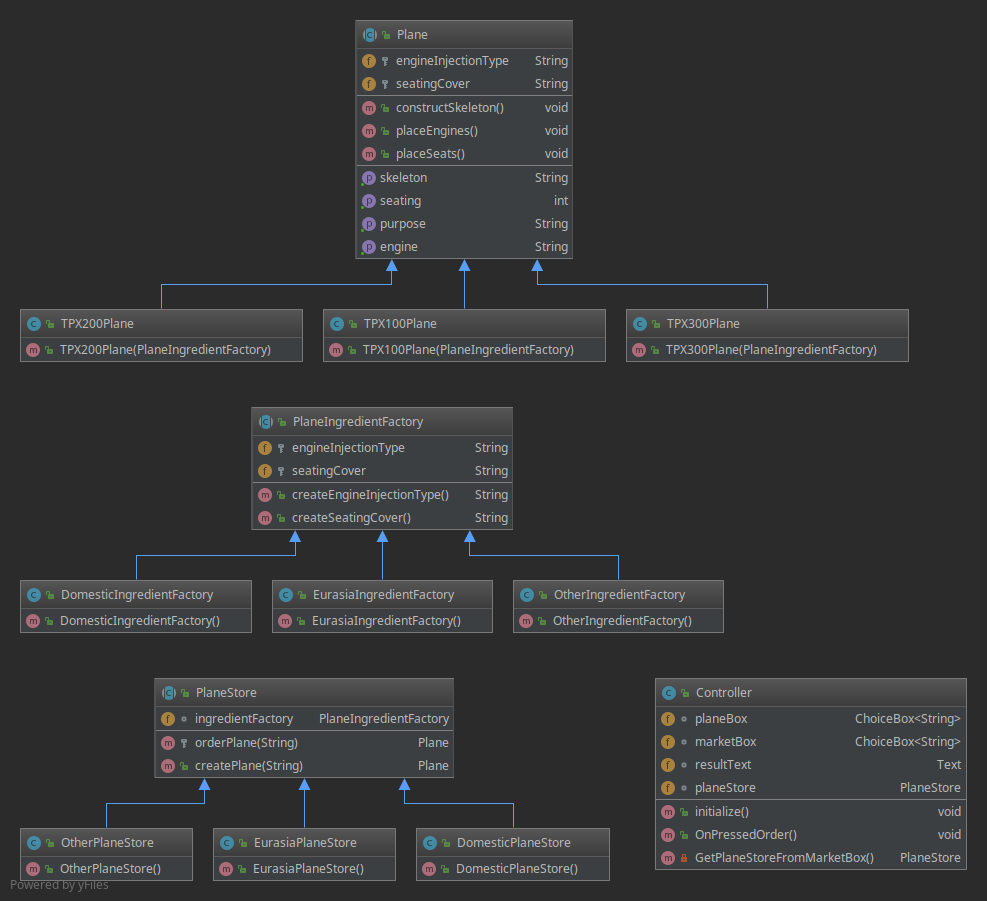 Plane
engineInjectionType String
seatingCover String
constructSkeleton() void
placeEngines() void
placeSeats() void
skeleton String
seating int
purpose String
engine String
TPX200Plane
TPX200Plane(PlaneIngredientFactory)
TPX100Plane
TPX100Plane(PlaneIngredientFactory)
TPX300Plane
TPX300Plane(PlaneIngredientFactory)
PlaneIngredientFactory
engineInjectionType String
seatingCover String
createEngineInjectionType() String
createSeatingCover() String
DomesticIngredientFactory
DomesticIngredientFactory()
EurasiaIngredientFactory
EurasiaIngredientFactory()
OtherIngredientFactory
OtherIngredientFactory()
PlaneStore
ingredientFactory PlaneIngredientFactory
orderPlane(String) Plane
createPlane(String) Plane
OtherPlaneStore
OtherPlaneStore()
EurasiaPlaneStore
EurasiaPlaneStore()
DomesticPlaneStore
DomesticPlaneStore()
Controller
planeBox ChoiceBox<String>
marketBox ChoiceBox<String>
resultText Text
planeStore PlaneStore
initialize() void
OnPressedOrder() void
GetPlaneStoreFromMarketBox() PlaneStore
Powered by yFiles